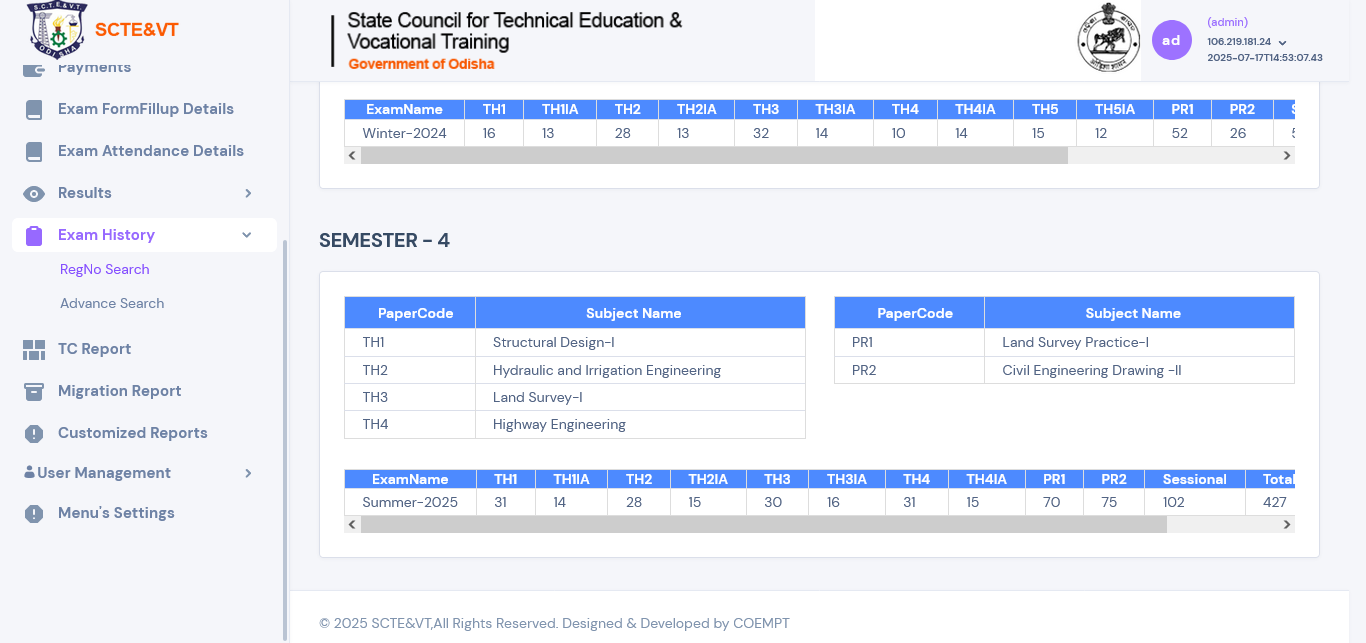 S.C.T.E.&V.T.
ODISHA
SCTE&VT
State Council for Technical Education &
Vocational Training
Government of Odisha
ad
(admin)
106.219.181.24
2025-07-17T14:53:07.43
Payments
Exam FormFillup Details
Exam Attendance Details
Results
Exam History
RegNo Search
Advance Search
TC Report
Migration Report
Customized Reports
User Management
Menu's Settings
ExamName TH1 TH1IA TH2 TH2IA TH3 TH3IA TH4 TH4IA TH5 TH5IA PR1 PR2
Winter-2024 16 13 28 13 32 14 10 14 15 12 52 26
SEMESTER - 4
PaperCode Subject Name
TH1 Structural Design-I
TH2 Hydraulic and Irrigation Engineering
TH3 Land Survey-I
TH4 Highway Engineering
PaperCode Subject Name
PR1 Land Survey Practice-I
PR2 Civil Engineering Drawing -II
ExamName TH1 TH1IA TH2 TH2IA TH3 TH3IA TH4 TH4IA PR1 PR2 Sessional Total
Summer-2025 31 14 28 15 30 16 31 15 70 75 102 427
© 2025 SCTE&VT,All Rights Reserved. Designed & Developed by COEMPT